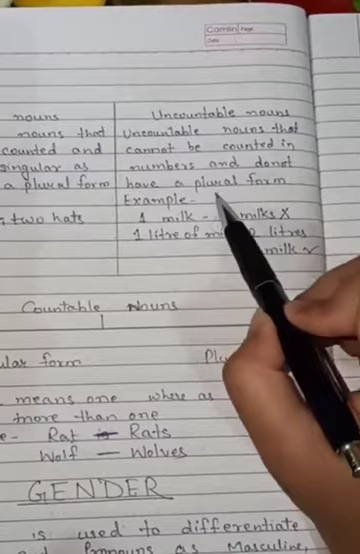 Camlin Page
Date
nouns
nouns that
counted and
singular as
a plural form
two hats
Uncountable nouns
Uncountable nouns that
cannot be counted in
numbers and donot
have a plural form
Example -
1 milk - milks X
1 litre of litres
milk ✓
Countable Nouns
form
means one where as
more than one
Rat — Rats
Wolf — Wolves
GENDER
is used to differentiate
Pronouns as Masculine,